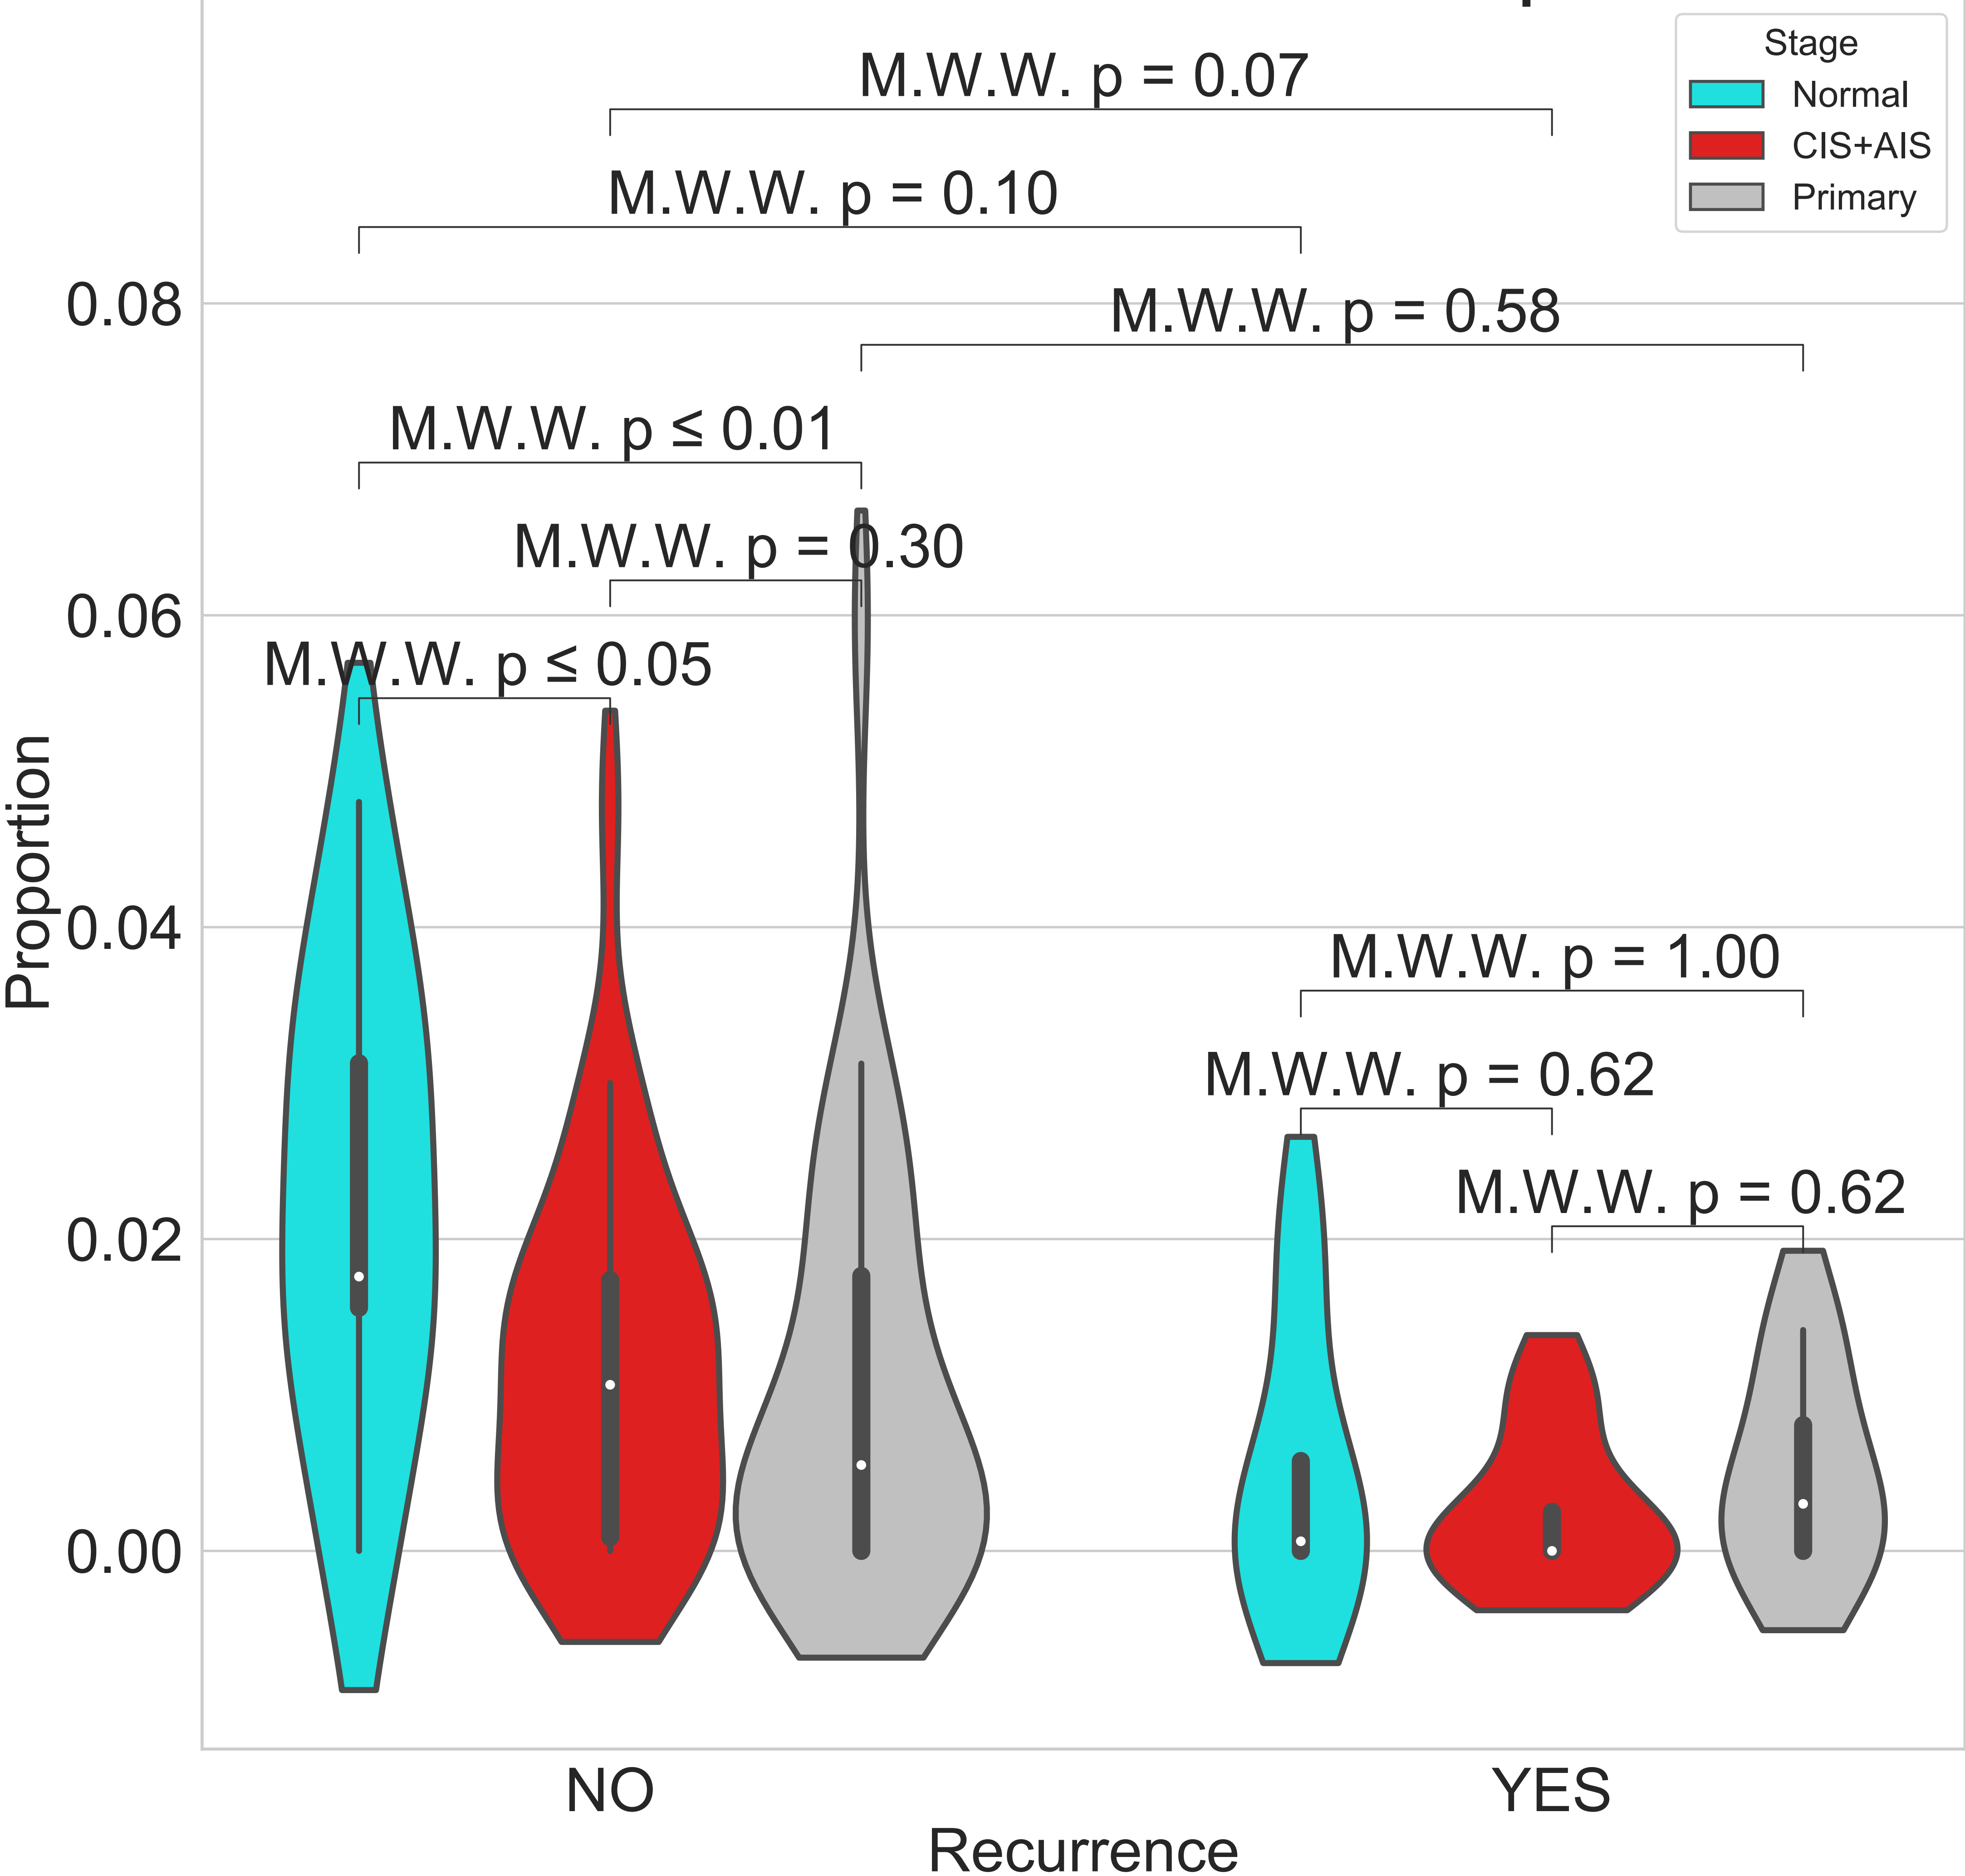 Stage
Normal
CIS+AIS
Primary
M.W.W. p = 0.07
M.W.W. p = 0.10
M.W.W. p = 0.58
M.W.W. p ≤ 0.01
M.W.W. p = 0.30
M.W.W. p ≤ 0.05
M.W.W. p = 1.00
M.W.W. p = 0.62
M.W.W. p = 0.62
0.08
0.06
0.04
0.02
0.00
Proportion
NO
YES
Recurrence